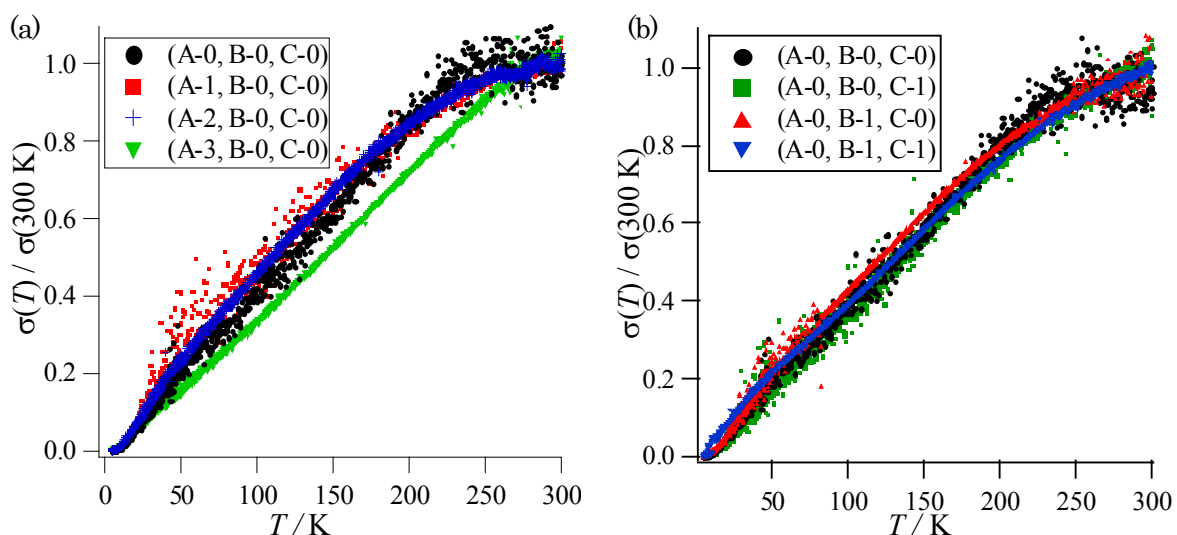 (a)
(A-0, B-0, C-0)
(A-1, B-0, C-0)
(A-2, B-0, C-0)
(A-3, B-0, C-0)
1.0
0.8
0.6
0.4
0.2
0.0
σ(T) / σ(300 K)
0
50
100
150
200
250
300
T / K
(b)
(A-0, B-0, C-0)
(A-0, B-0, C-1)
(A-0, B-1, C-0)
(A-0, B-1, C-1)
1.0
0.8
0.6
0.4
0.2
0.0
σ(T) / σ(300 K)
50
100
150
200
250
300
T / K